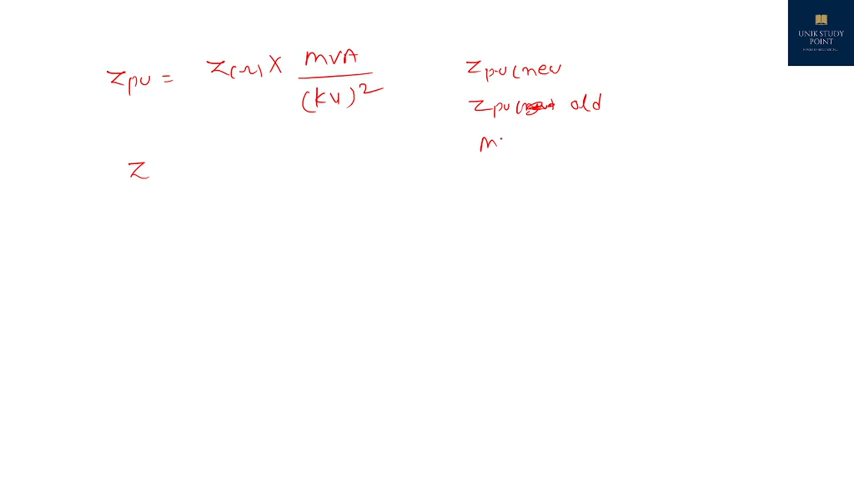 Zpu = Z(Ω) X MVA / (KV)²
Zpu(new
Zpu( old
M
Z
UNIK STUDY
POINT